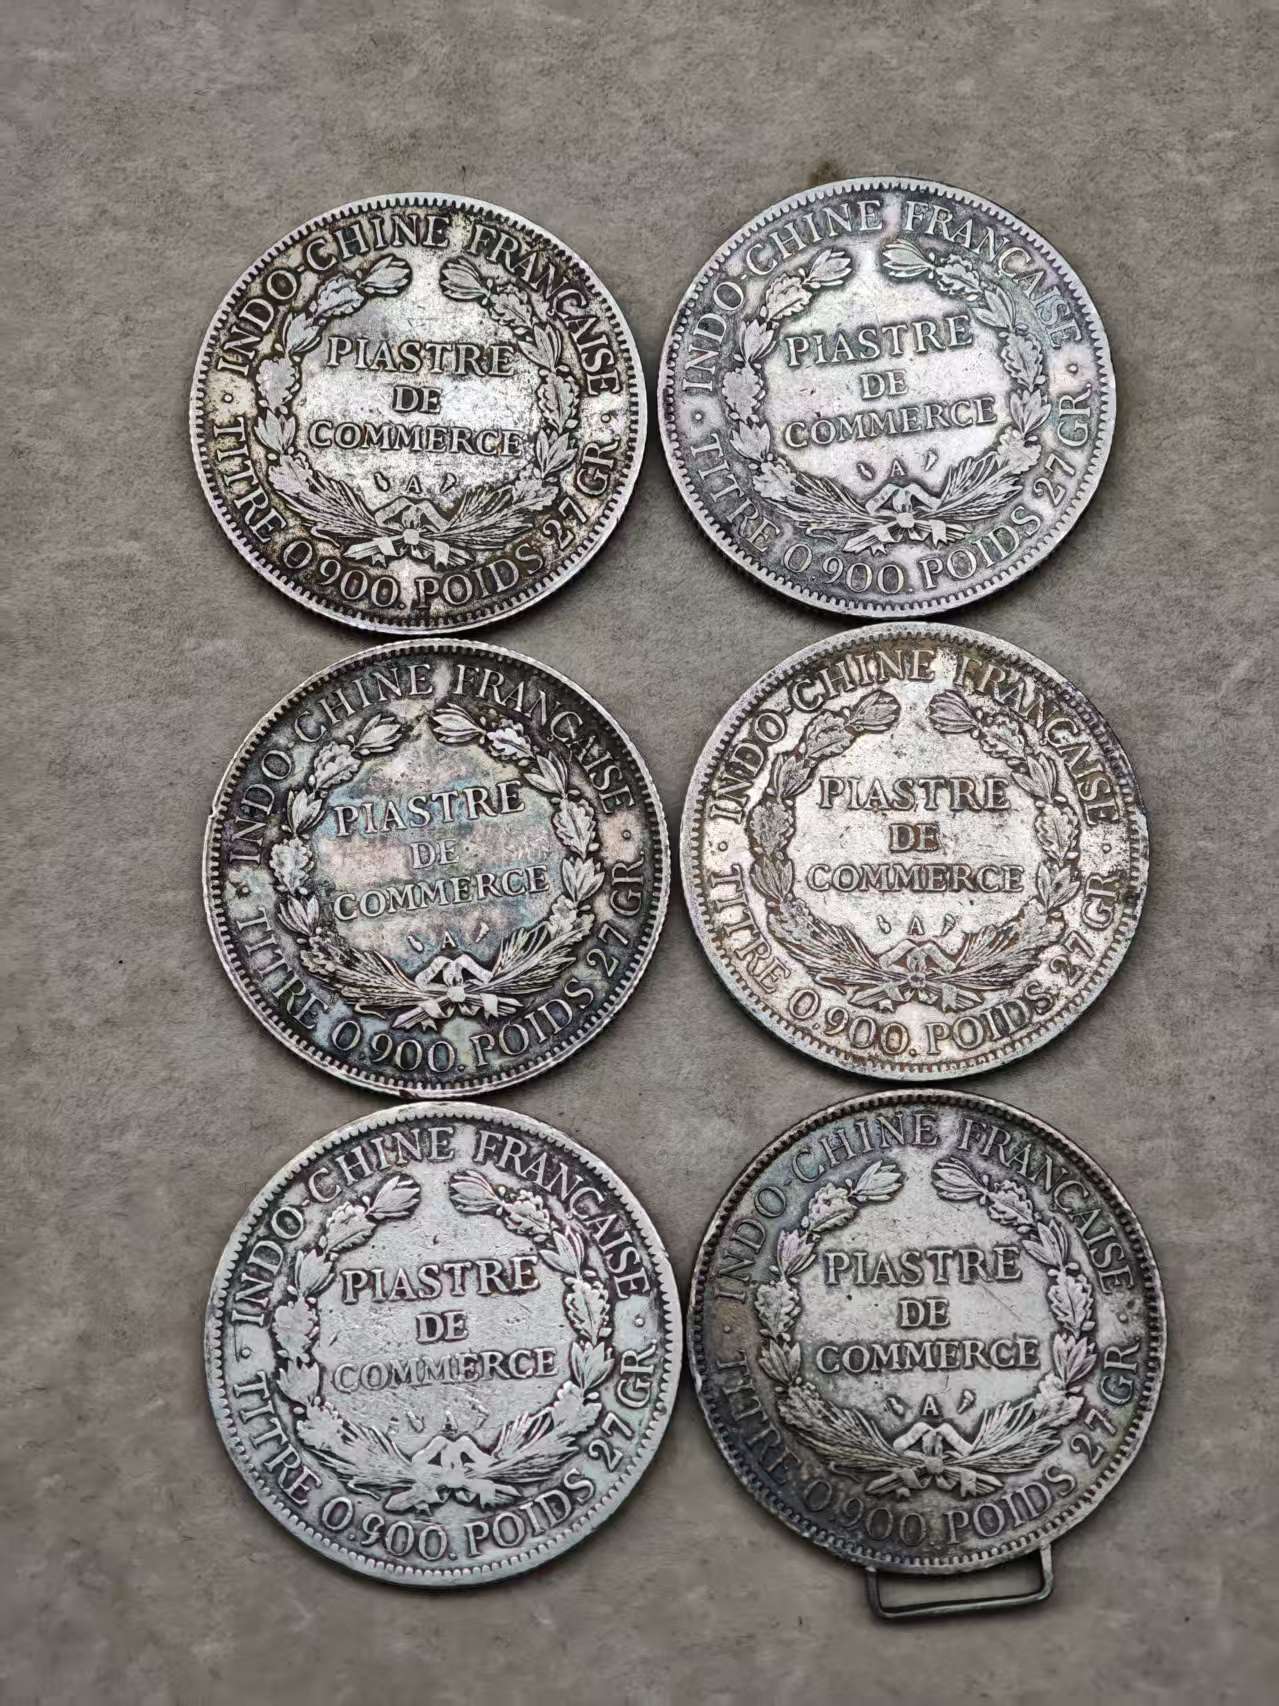 INDO-CHINE FRANÇAISE
PIASTRE
DE
COMMERCE
A
· TITRE 0.900. POIDS 27 GR ·
INDO-CHINE FRANÇAISE
PIASTRE
DE
COMMERCE
A
· TITRE 0.900. POIDS 27 GR ·
INDO-CHINE FRANÇAISE
PIASTRE
DE
COMMERCE
A
· TITRE 0.900. POIDS 27 GR ·
INDO CHINE FRANÇAISE
PIASTRE
DE
COMMERCE
A
· TITRE 0.900. POIDS 27 GR ·
INDO-CHINE FRANÇAISE
PIASTRE
DE
COMMERCE
A
· TITRE 0.900. POIDS 27 GR ·
INDO-CHINE FRANÇAISE
PIASTRE
DE
COMMERCE
A
· TITRE 0.900 POIDS 27 GR ·